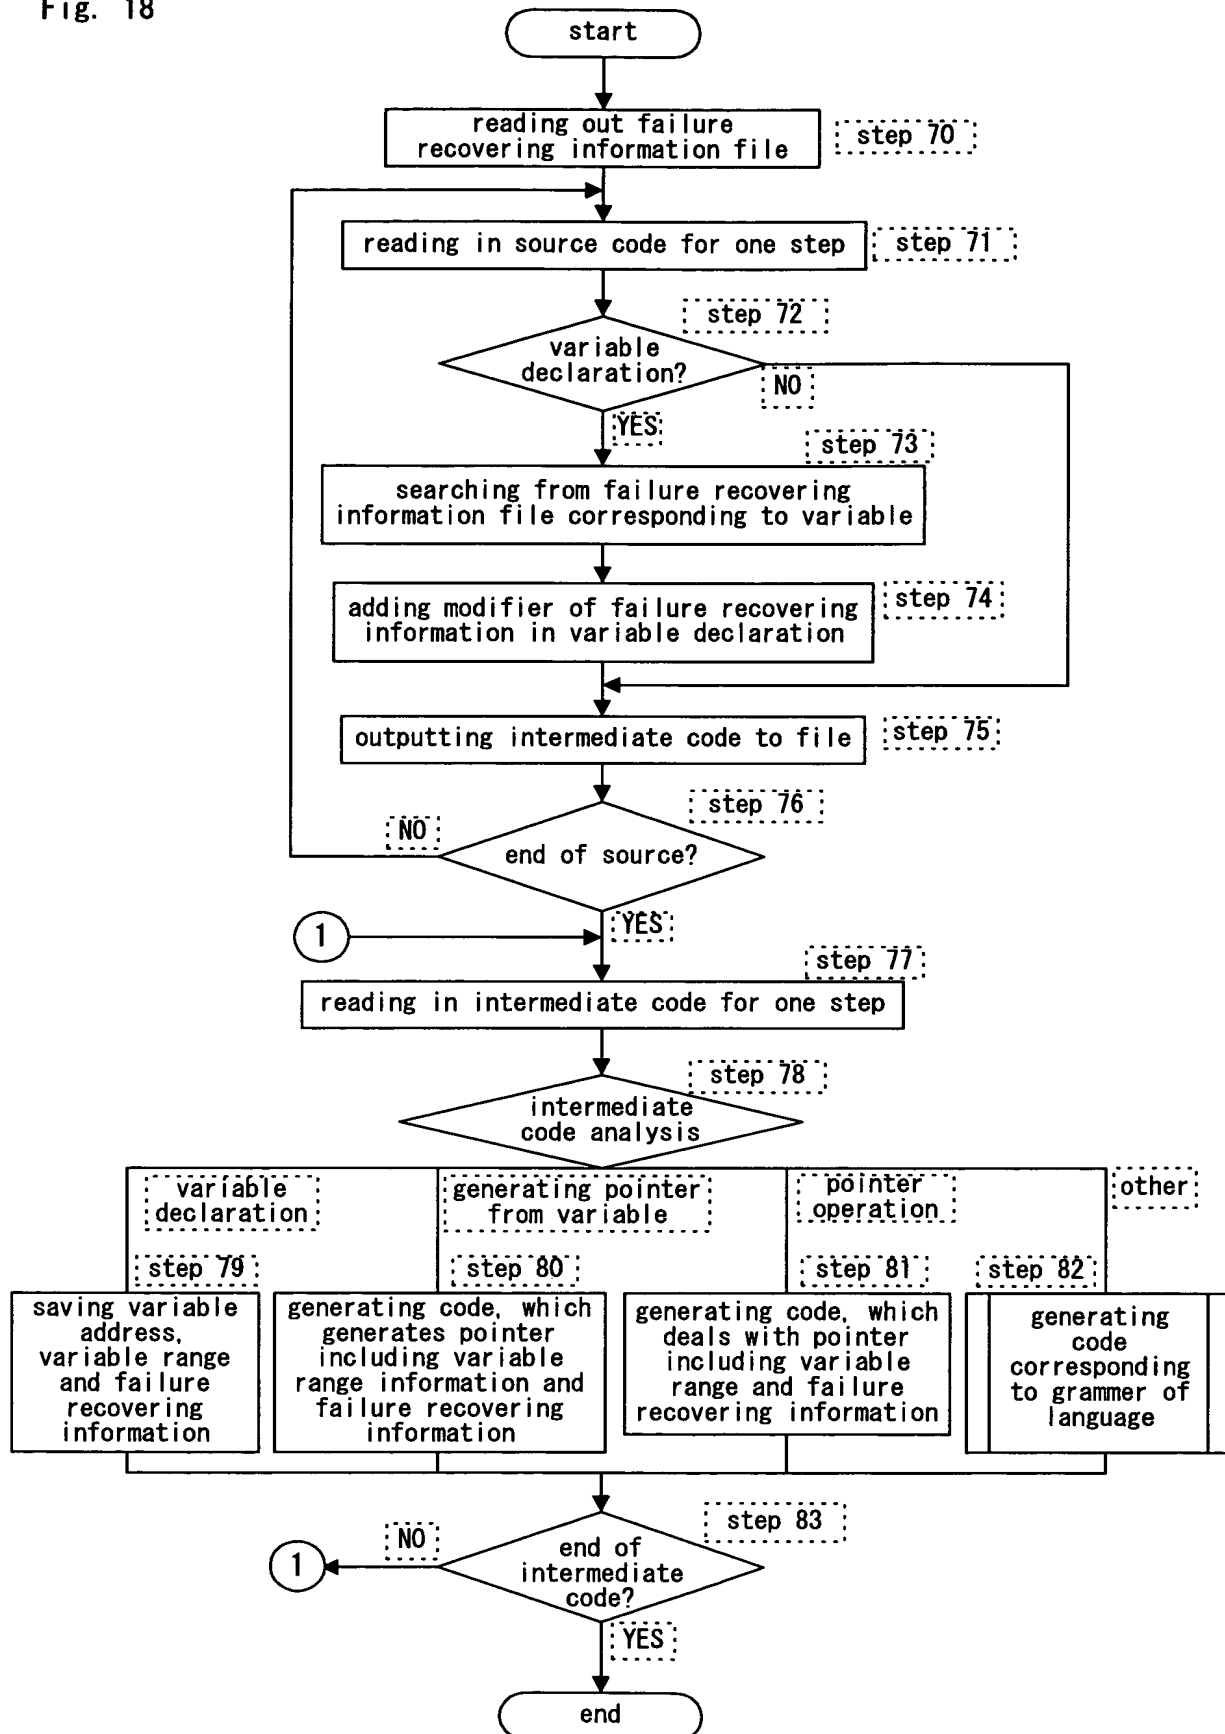 Fig. 18
start
reading out failure
recovering information file
step 70
reading in source code for one step
step 71
step 72
variable
declaration?
NO
YES
step 73
searching from failure recovering
information file corresponding to variable
adding modifier of failure recovering
information in variable declaration
step 74
outputting intermediate code to file
step 75
step 76
NO
end of source?
YES
1
step 77
reading in intermediate code for one step
step 78
intermediate
code analysis
variable
declaration
generating pointer
from variable
pointer
operation
other
step 79
step 80
step 81
step 82
saving variable
address,
variable range
and failure
recovering
information
generating code, which
generates pointer
including variable
range information and
failure recovering
information
generating code, which
deals with pointer
including variable
range and failure
recovering information
generating
code
corresponding
to grammer of
language
step 83
NO
1
end of
intermediate
code?
YES
end